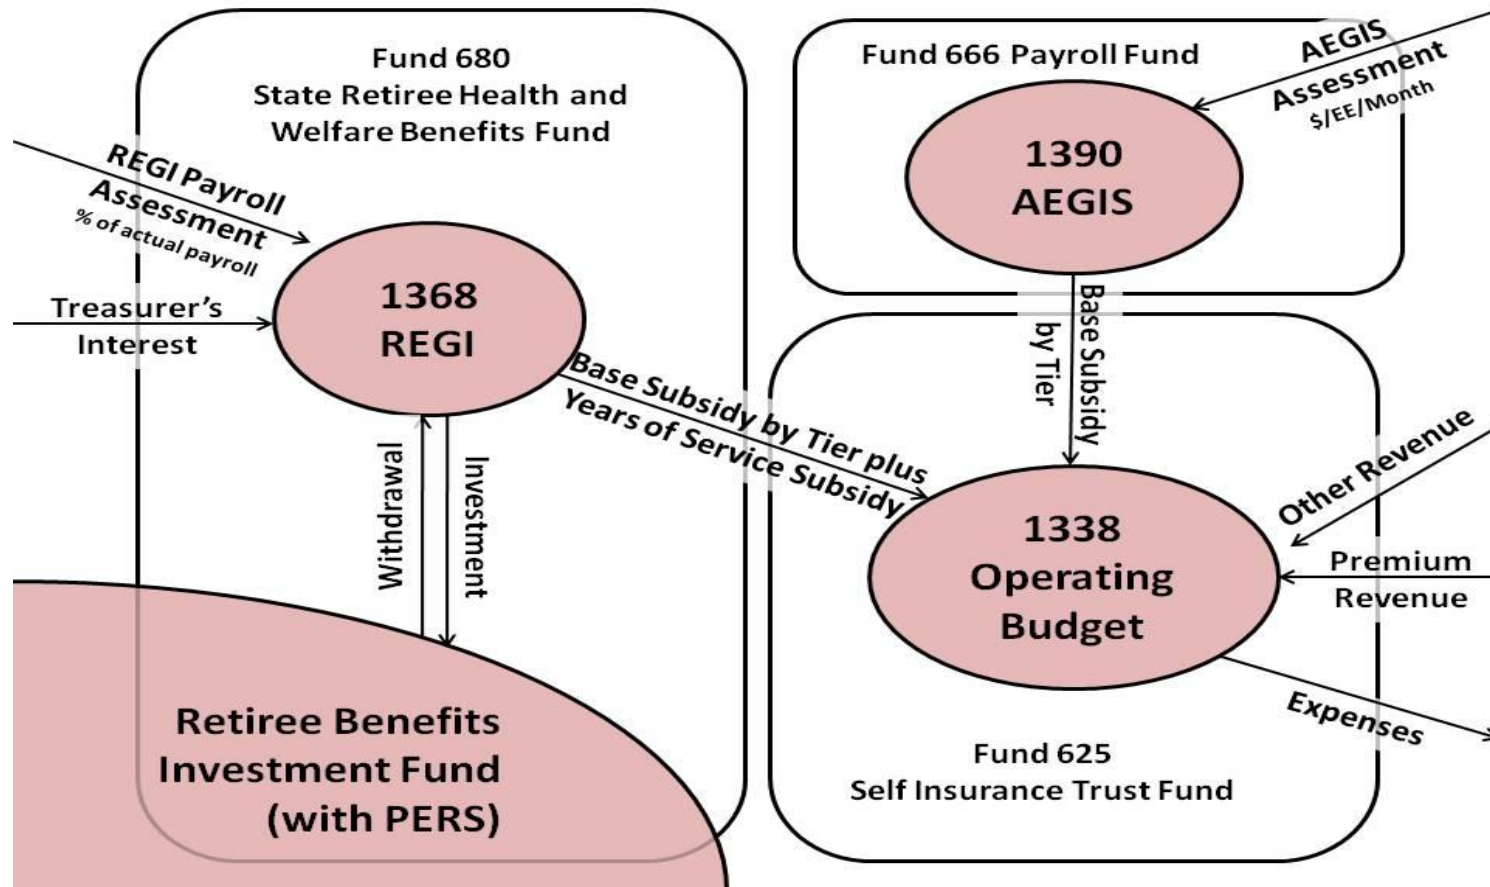 Fund 680
State Retiree Health and
Welfare Benefits Fund
REGI Payroll
Assessment
% of actual payroll
Treasurer's
Interest
1368
REGI
Withdrawal
Investment
Retiree Benefits
Investment Fund
(with PERS)
Base Subsidy by Tier plus
Years of Service Subsidy
Fund 666 Payroll Fund
AEGIS
Assessment
$/EE/Month
1390
AEGIS
Base Subsidy
by Tier
1338
Operating
Budget
Other Revenue
Premium
Revenue
Expenses
Fund 625
Self Insurance Trust Fund